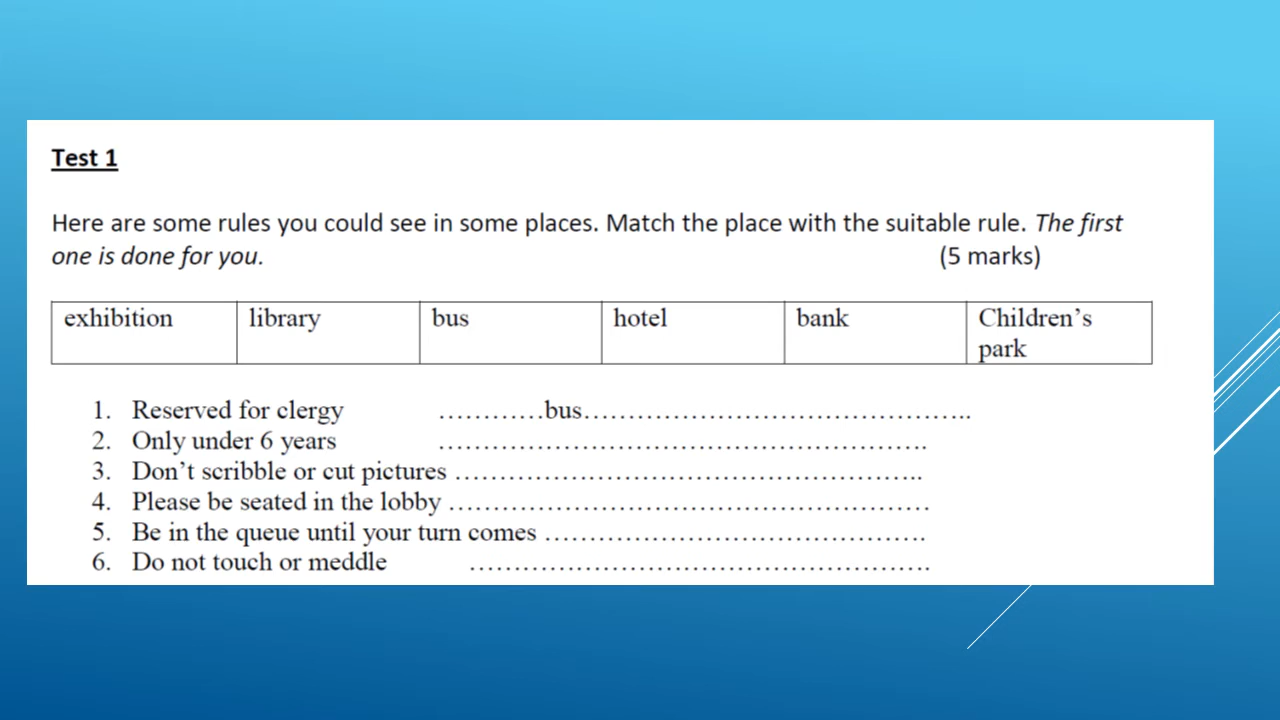 Test 1
Here are some rules you could see in some places. Match the place with the suitable rule. The first
one is done for you. (5 marks)
exhibition library bus hotel bank Children’s
park
1. Reserved for clergy …………bus……………………………………..
2. Only under 6 years ……………………………………………………….
3. Don’t scribble or cut pictures ……………………………………………………..
4. Please be seated in the lobby ………………………………………………………
5. Be in the queue until your turn comes ………………………………………….
6. Do not touch or meddle …………………………………………………….